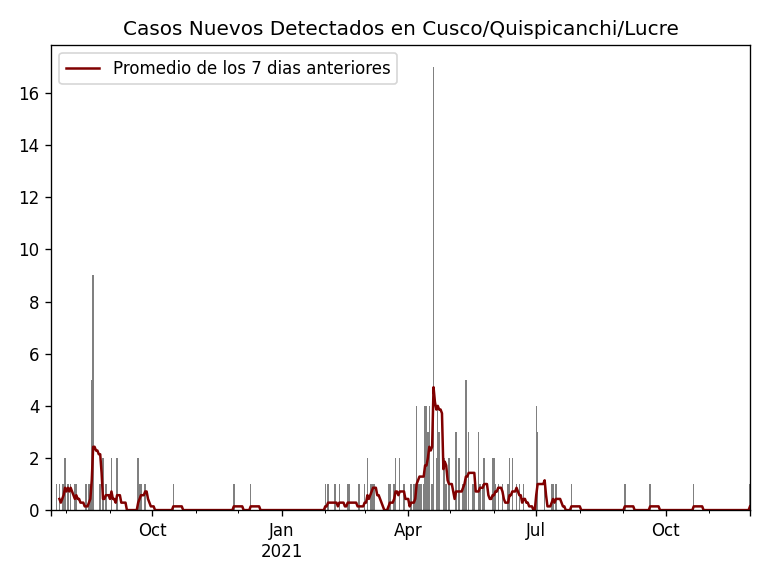 Casos Nuevos Detectados en Cusco/Quispicanchi/Lucre
Promedio de los 7 dias anteriores
16
14
12
10
8
6
4
2
0
Oct
Jan
2021
Apr
Jul
Oct